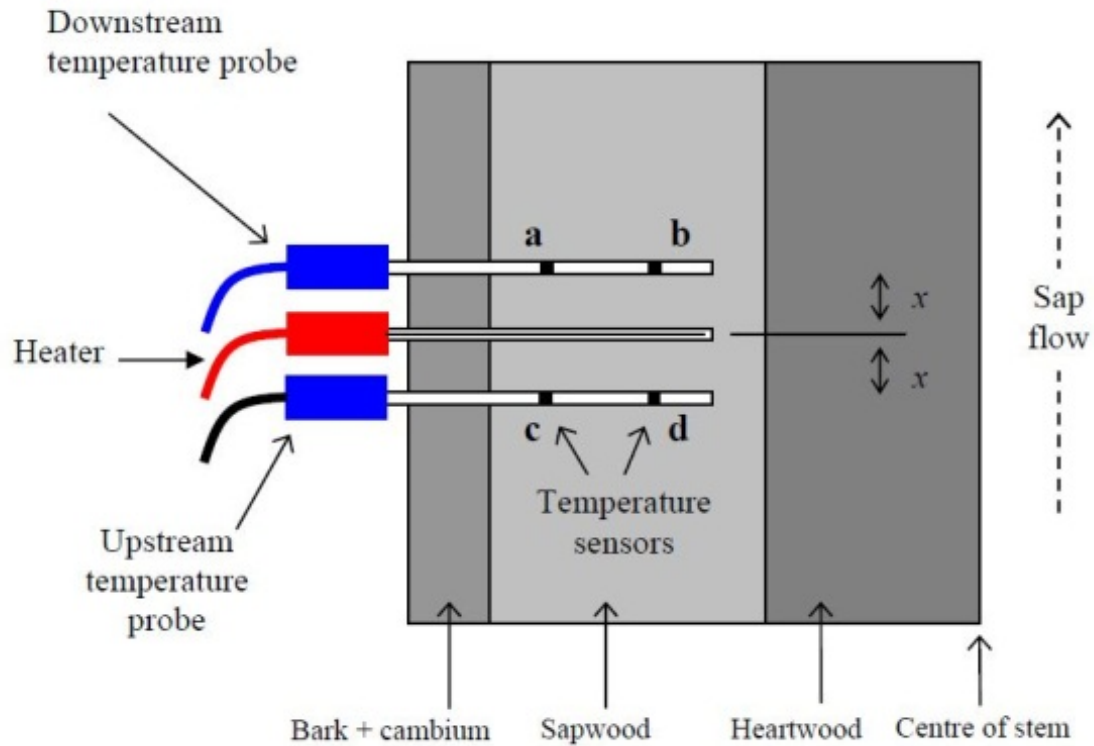 Downstream
temperature probe
a
b
x
Sap
flow
Heater
x
c
d
Temperature
sensors
Upstream
temperature
probe
Bark + cambium
Sapwood
Heartwood
Centre of stem